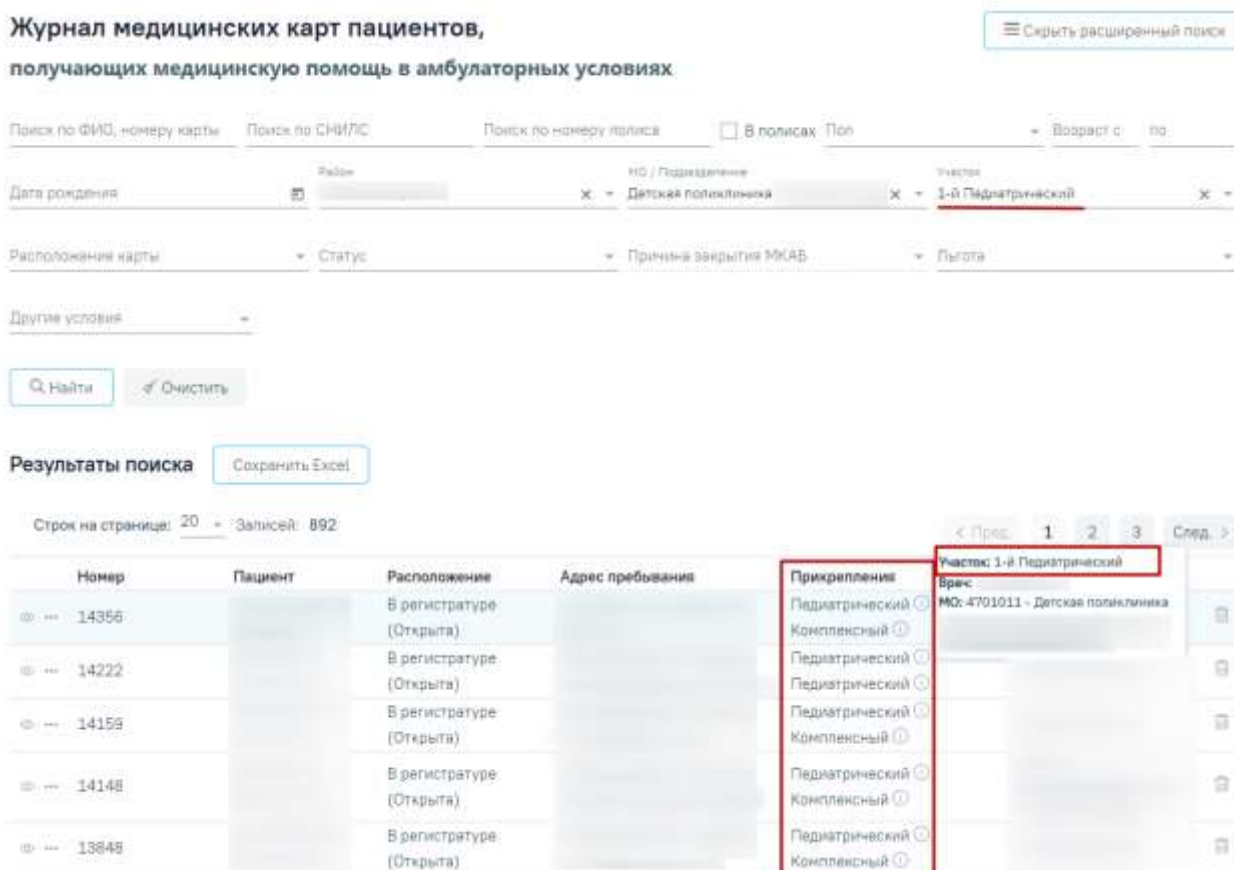 Журнал медицинских карт пациентов,
Скрыть расширенный поиск
получающих медицинскую помощь в амбулаторных условиях
Поиск по ФИО, номеру карты Поиск по СНИЛС Поиск по номеру полиса В полисах Пол Возраст с по
Район МО / Подразделение Участок
Дата рождения Детская поликлиника 1-й Педиатрический
Расположение карты Статус Причина закрытия МКАБ Льгота
Другие условия
Найти Очистить
Результаты поиска Сохранить Excel
Строк на странице: 20 Записей: 892 < Пред. 1 2 3 След. >
Номер Пациент Расположение Адрес пребывания Прикрепления
Участок: 1-й Педиатрический
Врач:
МО: 4701011 - Детская поликлиника
14356 В регистратуре Педиатрический
(Открыта) Комплексный
14222 В регистратуре Педиатрический
(Открыта) Педиатрический
14159 В регистратуре Педиатрический
(Открыта) Комплексный
14148 В регистратуре Педиатрический
(Открыта) Комплексный
13848 В регистратуре Педиатрический
(Открыта) Комплексный